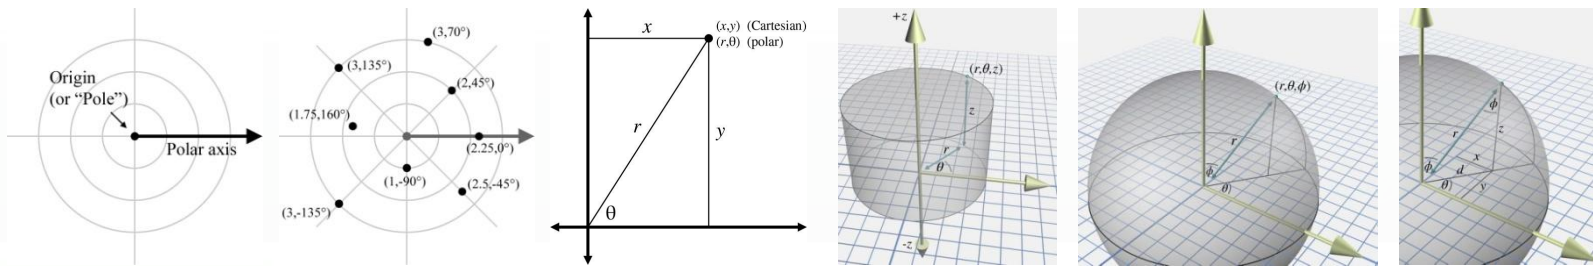 Origin
(or "Pole")
Polar axis
(3,70°)
(3,135°)
(2,45°)
(1.75,160°)
(2.25,0°)
(1,-90°)
(2.5,-45°)
(3,-135°)
x
(x,y) (Cartesian)
(r,θ) (polar)
r
y
θ
+z
(r,θ,z)
z
r
θ
-z
(r,θ,ϕ)
r
ϕ
θ
ϕ
r
z
x
ϕ
d
θ
y